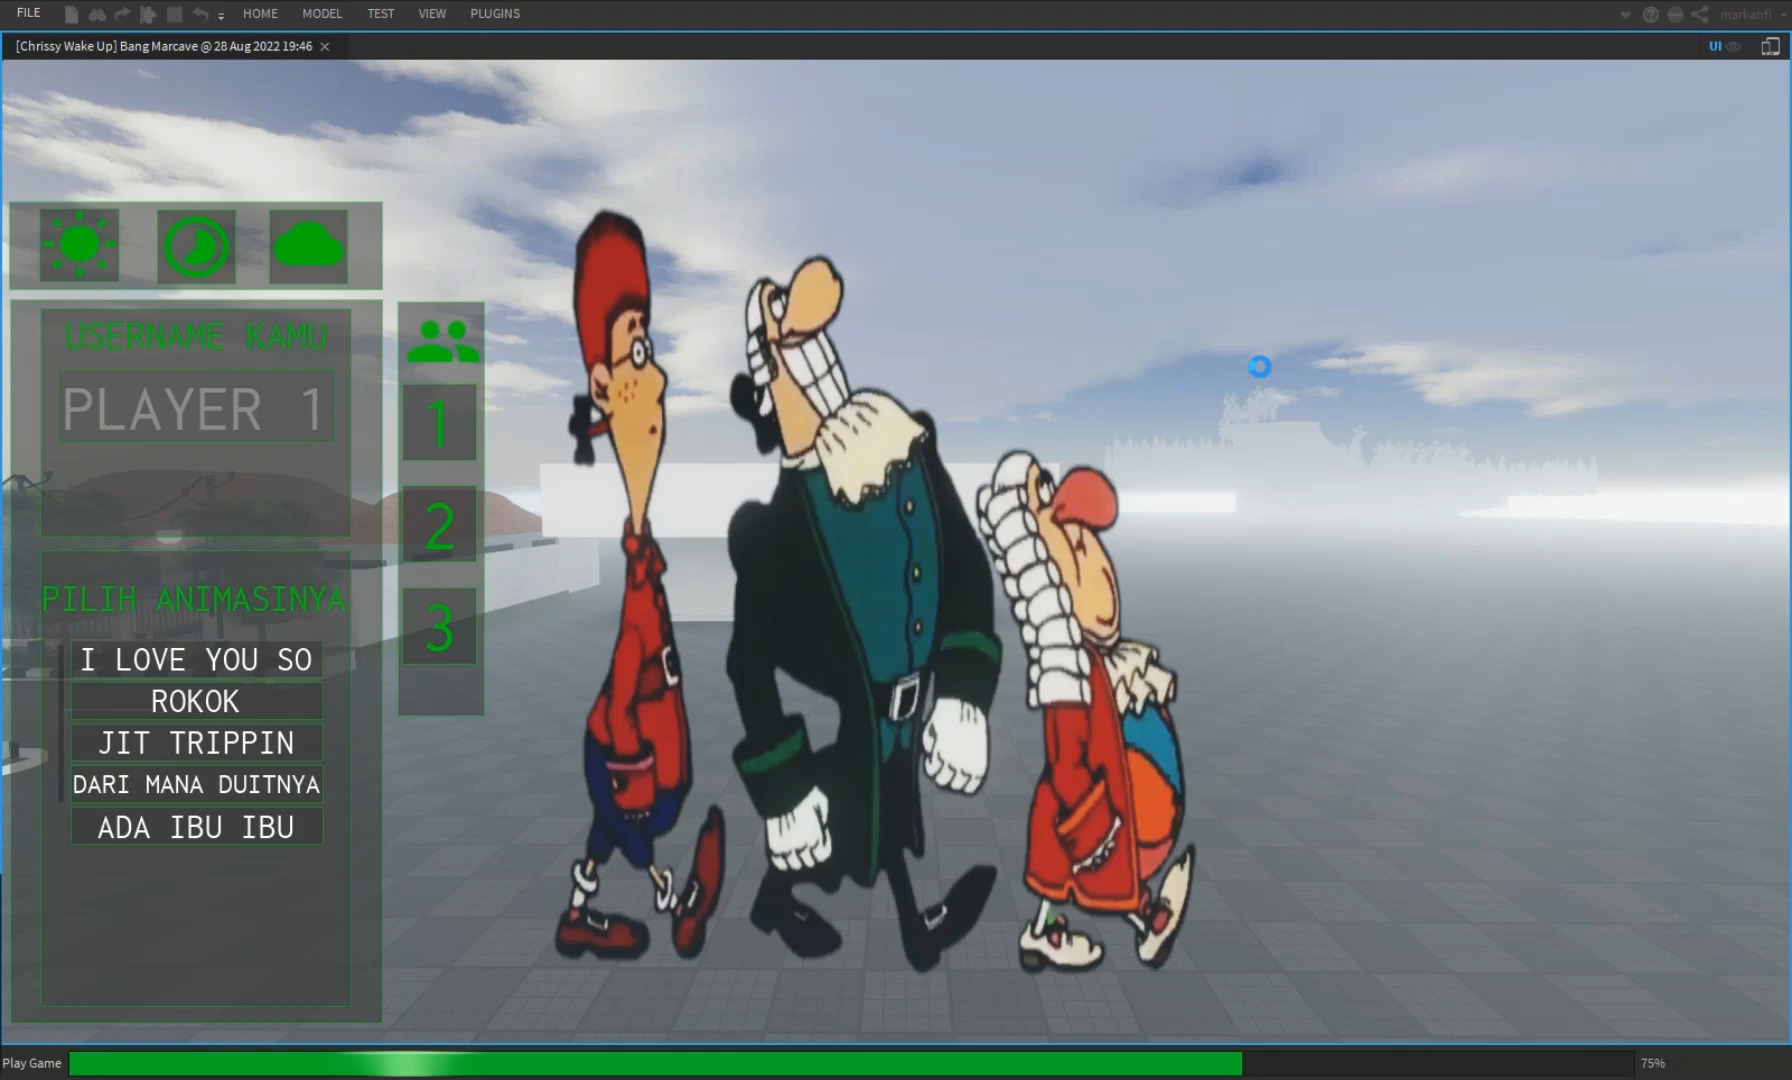 FILE HOME MODEL TEST VIEW PLUGINS markahfi
[Chrissy Wake Up] Bang Marcave @ 28 Aug 2022 19:46 UI
USERNAME KAMU
PLAYER 1
1
2
3
PILIH ANIMASINYA
I LOVE YOU SO
ROKOK
JIT TRIPPIN
DARI MANA DUITNYA
ADA IBU IBU
Play Game 75%